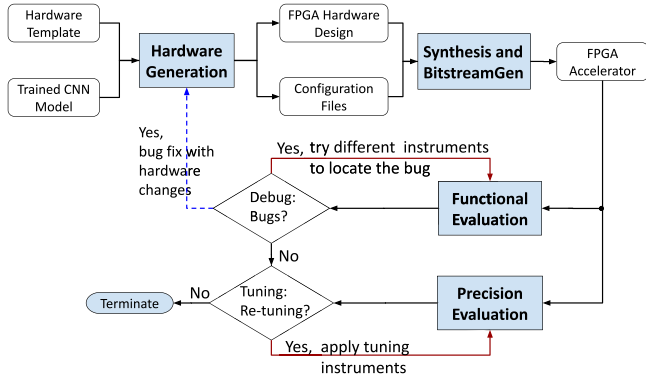 Hardware
Template
Trained CNN
Model
Hardware
Generation
FPGA Hardware
Design
Configuration
Files
Synthesis and
BitstreamGen
FPGA
Accelerator
Yes,
bug fix with
hardware
changes
Yes, try different instruments
to locate the bug
Debug:
Bugs?
Functional
Evaluation
No
Tuning:
Re-tuning?
No
Terminate
Precision
Evaluation
Yes, apply tuning
instruments